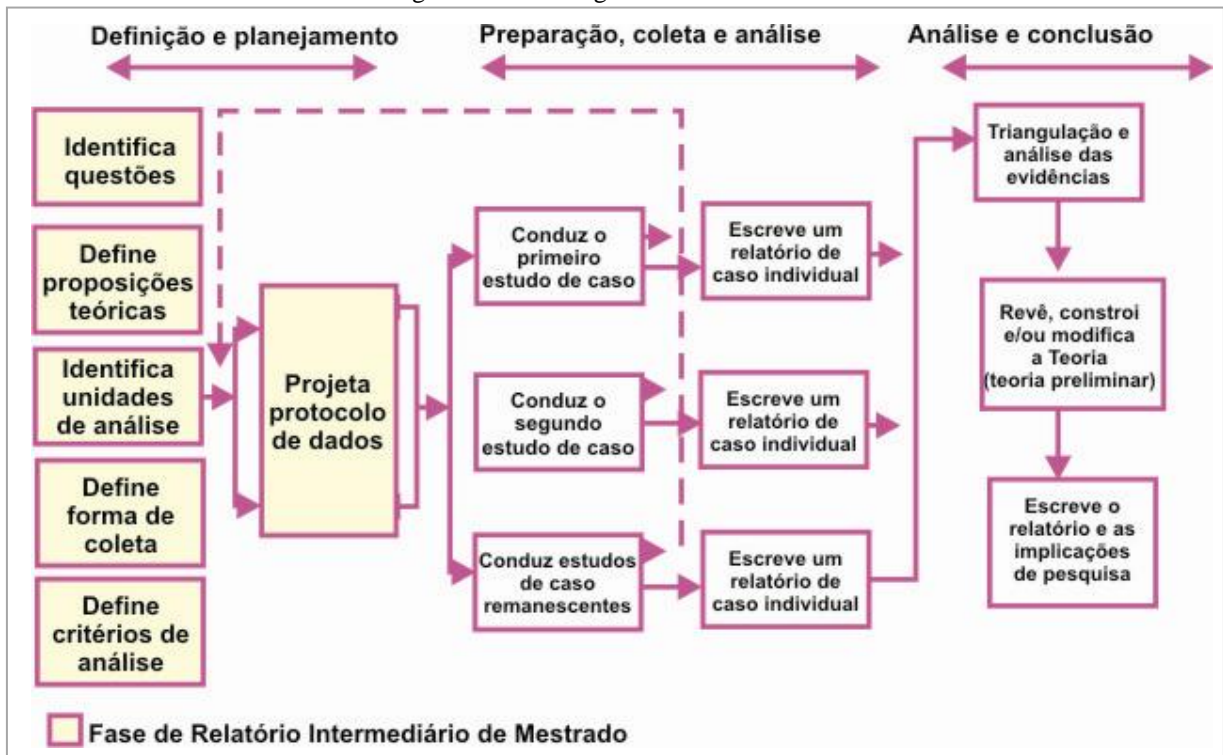 Definição e planejamento
Preparação, coleta e análise
Análise e conclusão
Identifica
questões
Define
proposições
teóricas
Identifica
unidades
de análise
Define
forma de
coleta
Define
critérios de
análise
Projeta
protocolo
de dados
Conduz o
primeiro
estudo de caso
Conduz o
segundo
estudo de caso
Conduz estudos
de caso
remanescentes
Escreve um
relatório de
caso individual
Escreve um
relatório de
caso individual
Escreve um
relatório de
caso individual
Triangulação e
análise das
evidências
Revê, constroi
e/ou modifica
a Teoria
(teoria preliminar)
Escreve o
relatório e as
implicações
de pesquisa
Fase de Relatório Intermediário de Mestrado